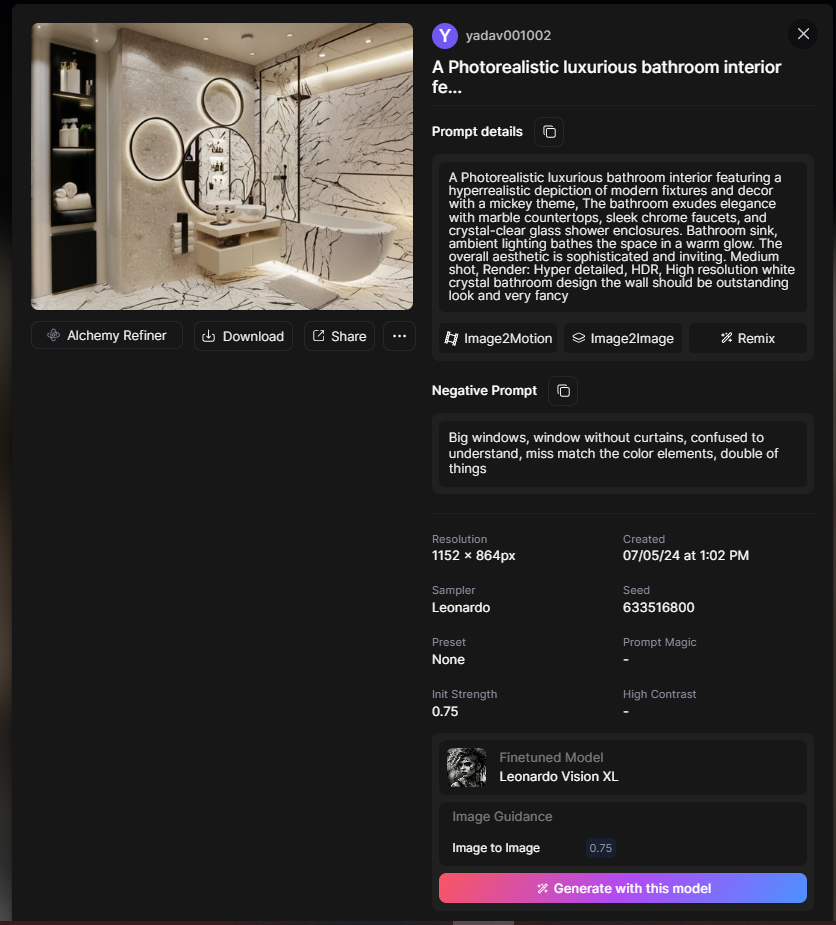 Y yadav001002
A Photorealistic luxurious bathroom interior
fe...
Prompt details
A Photorealistic luxurious bathroom interior featuring a
hyperrealistic depiction of modern fixtures and decor
with a mickey theme, The bathroom exudes elegance
with marble countertops, sleek chrome faucets, and
crystal-clear glass shower enclosures. Bathroom sink,
ambient lighting bathes the space in a warm glow. The
overall aesthetic is sophisticated and inviting. Medium
shot, Render: Hyper detailed, HDR, High resolution white
crystal bathroom design the wall should be outstanding
look and very fancy
Alchemy Refiner
Download
Share
Image2Motion
Image2Image
Remix
Negative Prompt
Big windows, window without curtains, confused to
understand, miss match the color elements, double of
things
Resolution
1152 × 864px
Created
07/05/24 at 1:02 PM
Sampler
Leonardo
Seed
633516800
Preset
None
Prompt Magic
-
Init Strength
0.75
High Contrast
-
Finetuned Model
Leonardo Vision XL
Image Guidance
Image to Image 0.75
Generate with this model